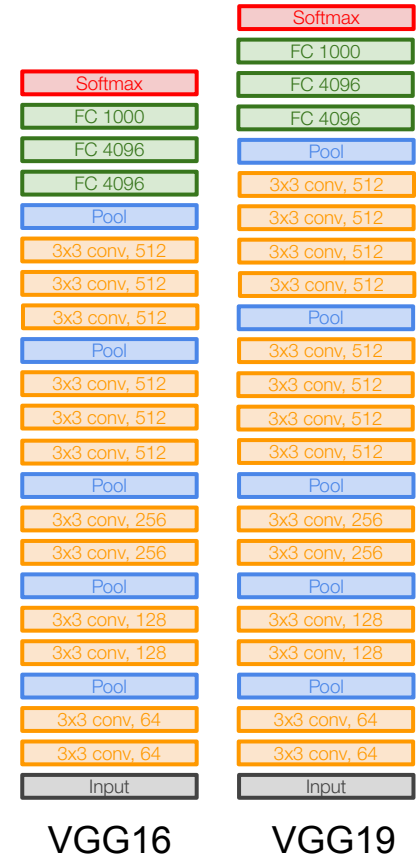 Softmax
FC 1000
FC 4096
FC 4096
Pool
3x3 conv, 512
3x3 conv, 512
3x3 conv, 512
Pool
3x3 conv, 512
3x3 conv, 512
3x3 conv, 512
Pool
3x3 conv, 256
3x3 conv, 256
Pool
3x3 conv, 128
3x3 conv, 128
Pool
3x3 conv, 64
3x3 conv, 64
Input
VGG16
Softmax
FC 1000
FC 4096
FC 4096
Pool
3x3 conv, 512
3x3 conv, 512
3x3 conv, 512
3x3 conv, 512
Pool
3x3 conv, 512
3x3 conv, 512
3x3 conv, 512
3x3 conv, 512
Pool
3x3 conv, 256
3x3 conv, 256
Pool
3x3 conv, 128
3x3 conv, 128
Pool
3x3 conv, 64
3x3 conv, 64
Input
VGG19